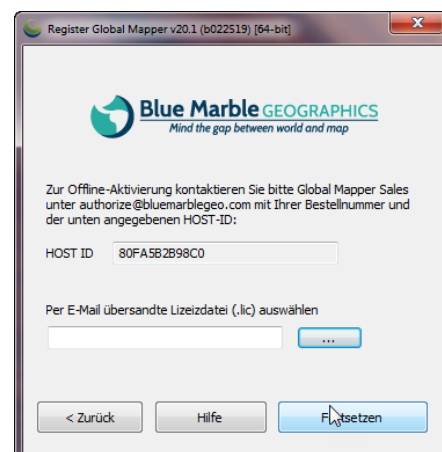 Register Global Mapper v20.1 (b022519) [64-bit]
Blue Marble GEOGRAPHICS
Mind the gap between world and map
Zur Offline-Aktivierung kontaktieren Sie bitte Global Mapper Sales
unter authorize@bluemarblegeo.com mit Ihrer Bestellnummer und
der unten angegebenen HOST-ID:
HOST ID 80FA5B2B98C0
Per E-Mail übersandte Lizeizdatei (.lic) auswählen
...
< Zurück Hilfe Fortsetzen